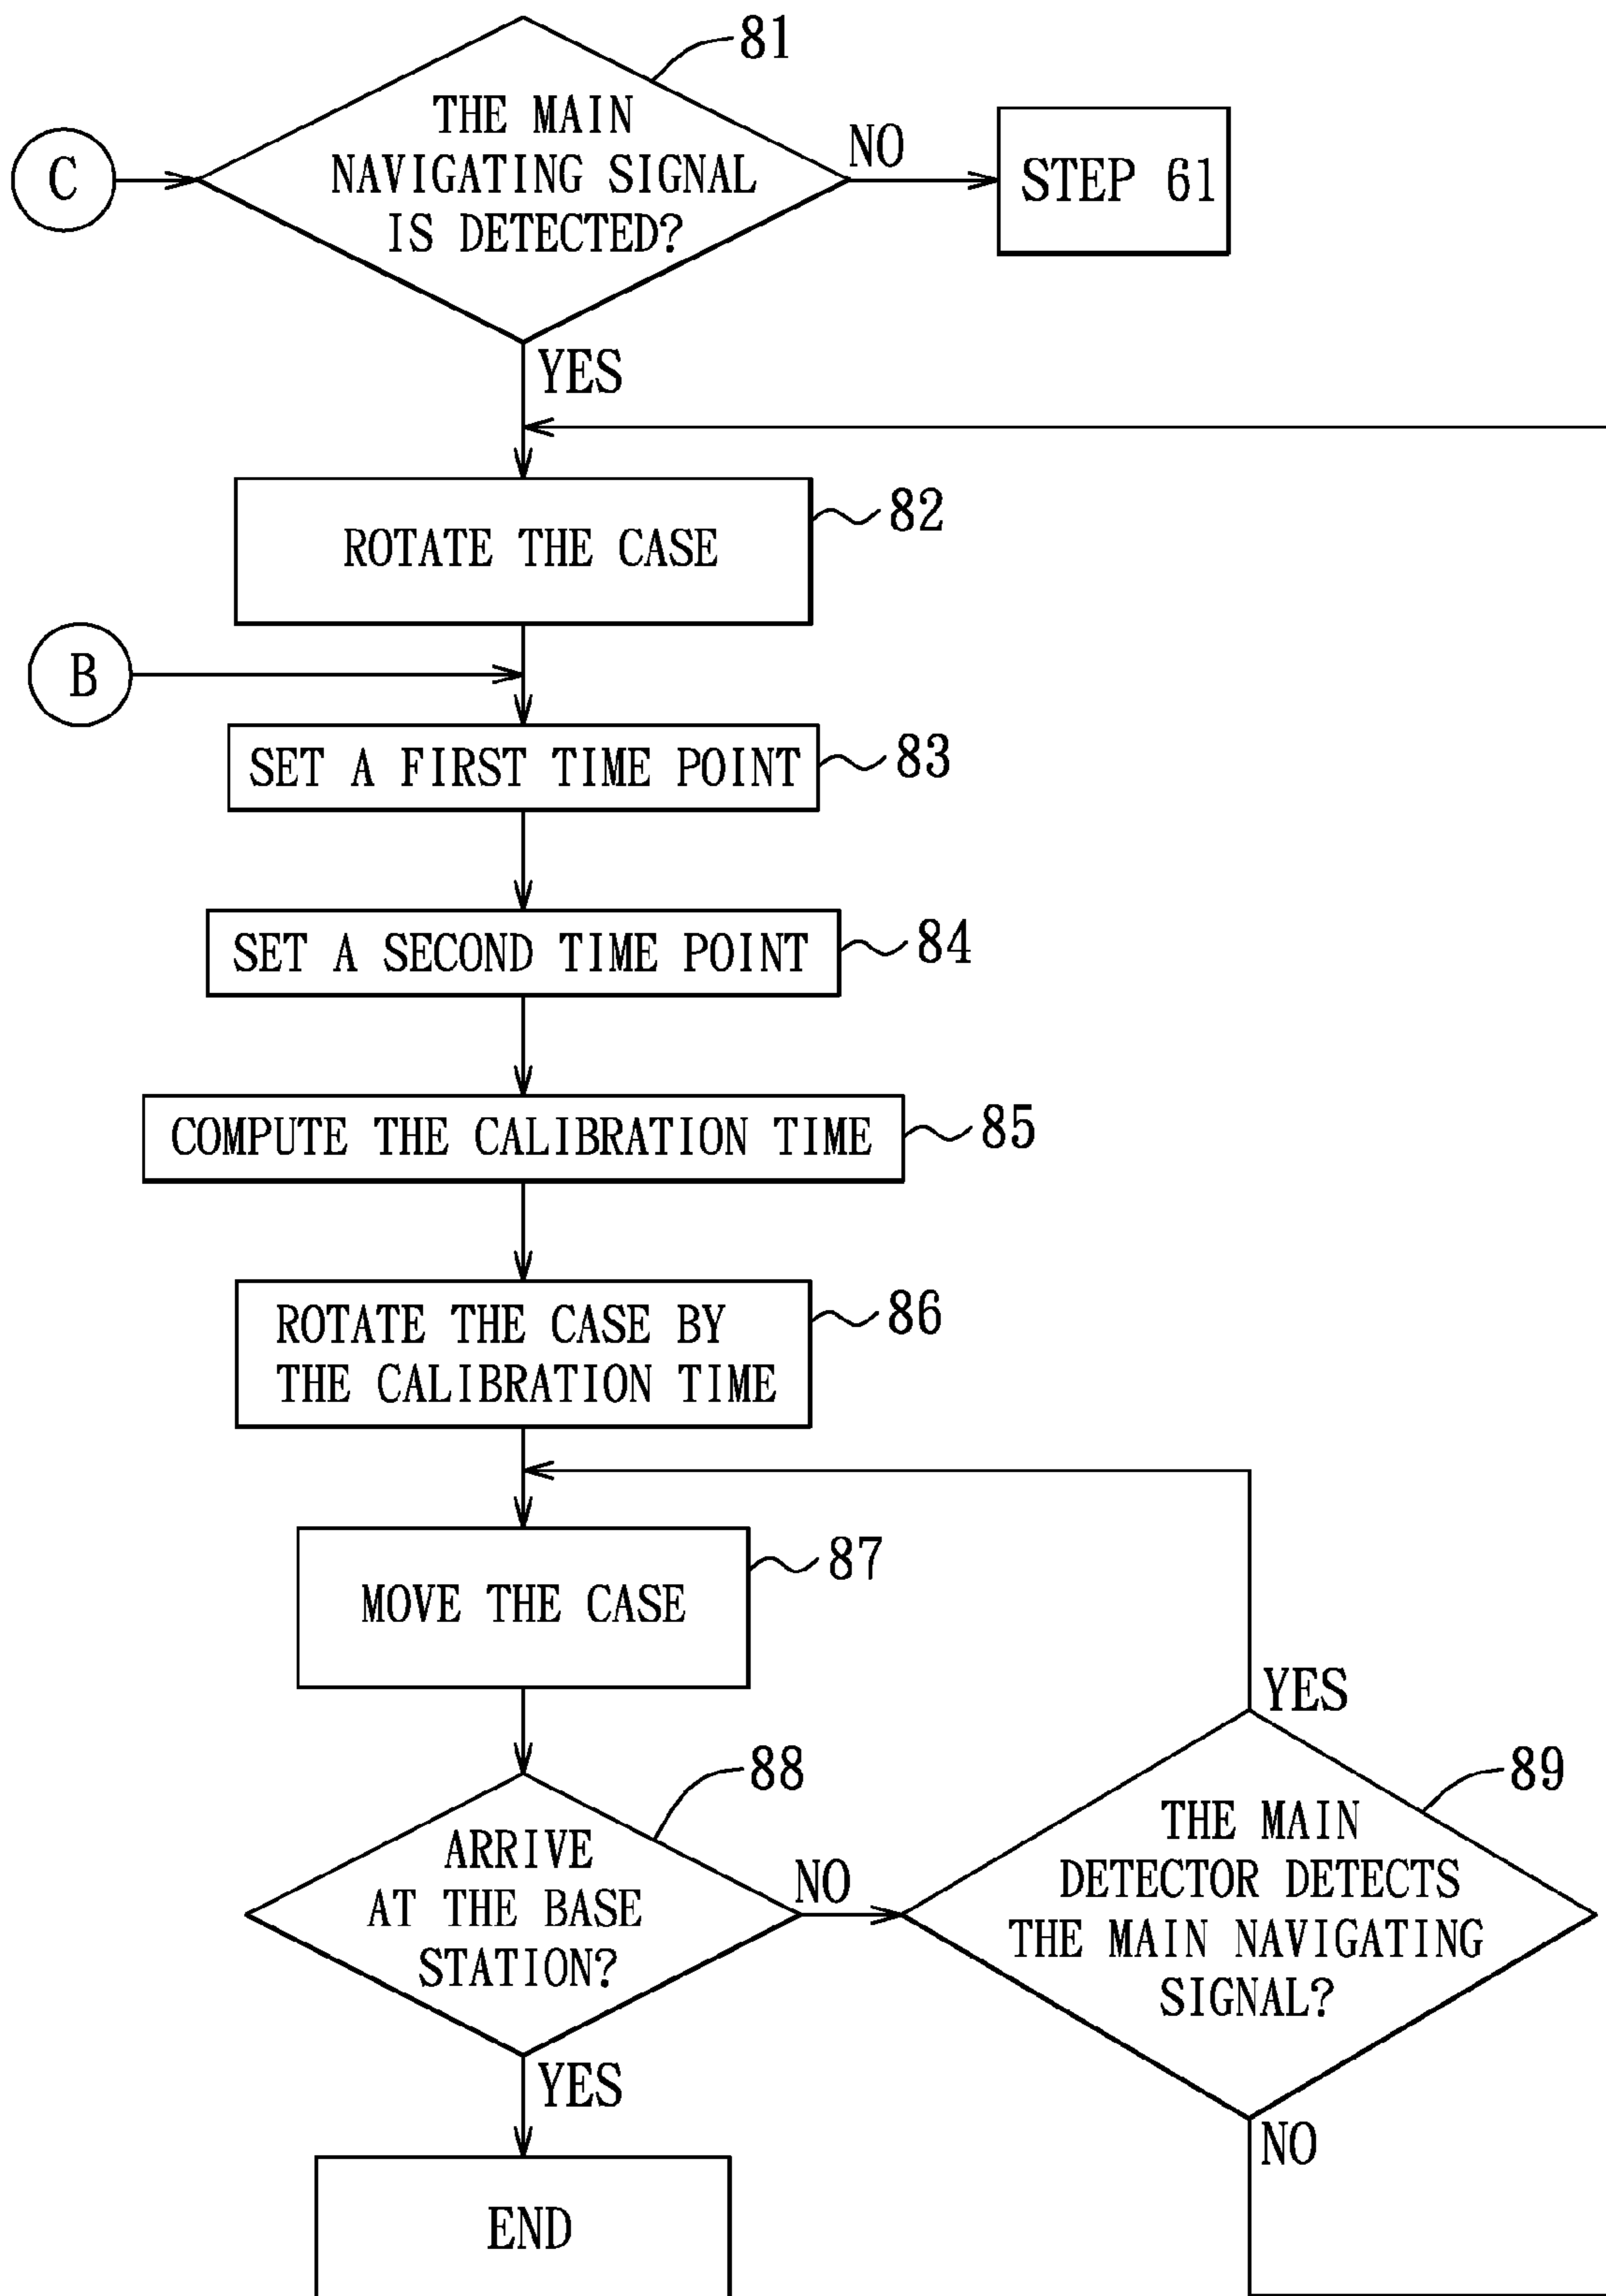 81
THE MAIN
NAVIGATING SIGNAL
IS DETECTED?
C
NO
STEP 61
YES
82
ROTATE THE CASE
B
83
SET A FIRST TIME POINT
84
SET A SECOND TIME POINT
85
COMPUTE THE CALIBRATION TIME
86
ROTATE THE CASE BY
THE CALIBRATION TIME
87
MOVE THE CASE
YES
88
ARRIVE
AT THE BASE
STATION?
NO
89
THE MAIN
DETECTOR DETECTS
THE MAIN NAVIGATING
SIGNAL?
YES
NO
END